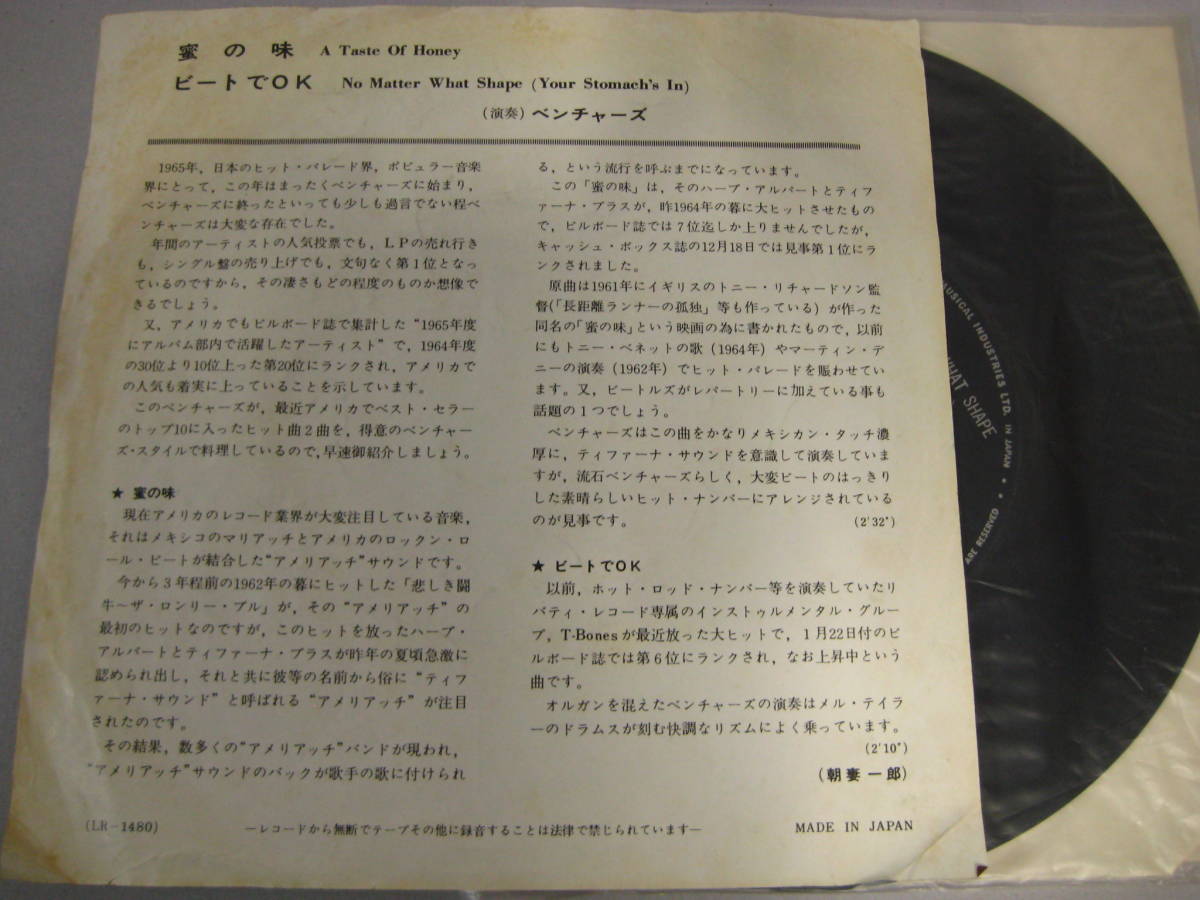 蜜の味 A Taste Of Honey
ビートでOK No Matter What Shape (Your Stomach's In)
(演奏) ベンチャーズ
1965年，日本のヒット・パレード界，ポピュラー音楽
界にとって，この年はまったくベンチャーズに始まり，
ベンチャーズに終ったといっても少しも過言でない程ベ
ンチャーズは大変な存在でした。
年間のアーティストの人気投票でも，LPの売れ行き
も，シングル盤の売り上げでも，文句なく第1位となっ
ているのですから，その凄さもどの程度のものか想像で
きるでしょう。
又，アメリカでもビルボード誌で集計した“1965年度
にアルバム部内で活躍したアーティスト”で，1964年度
の30位より10位上った第20位にランクされ，アメリカで
の人気も着実に上っていることを示しています。
このベンチャーズが，最近アメリカでベスト・セラー
のトップ10に入ったヒット曲2曲を，得意のベンチャー
ズ・スタイルで料理しているので，早速御紹介しましょう。
★ 蜜の味
現在アメリカのレコード業界が大変注目している音楽，
それはメキシコのマリアッチとアメリカのロックン・ロ
ール・ビートが結合した“アメリアッチ”サウンドです。
今から3年程前の1962年の暮にヒットした「悲しき闘
牛〜ザ・ロンリー・ブル」が，その“アメリアッチ”の
最初のヒットなのですが，このヒットを放ったハーブ・
アルバートとティファーナ・ブラスが昨年の夏頃急激に
認められ出し，それと共に彼等の名前から俗に“ティフ
ァーナ・サウンド”と呼ばれる“アメリアッチ”が注目
されたのです。
その結果，数多くの“アメリアッチ”バンドが現われ，
“アメリアッチ”サウンドのバックが歌手の歌に付けられ
る，という流行を呼ぶまでになっています。
この「蜜の味」は，そのハーブ・アルバートとティフ
ァーナ・ブラスが，昨1964年の暮に大ヒットさせたもの
で，ビルボード誌では7位迄しか上りませんでしたが，
キャッシュ・ボックス誌の12月18日では見事第1位にラ
ンクされました。
原曲は1961年にイギリスのトニー・リチャードソン監
督(「長距離ランナーの孤独」等も作っている）が作った
同名の「蜜の味」という映画の為に書かれたもので，以前
にもトニー・ベネットの歌（1964年）やマーティン・デ
ニーの演奏（1962年）でヒット・パレードを賑わせてい
ます。又，ビートルズがレパートリーに加えている事も
話題の1つでしょう。
ベンチャーズはこの曲をかなりメキシカン・タッチ濃
厚に，ティファーナ・サウンドを意識して演奏していま
すが，流石ベンチャーズらしく，大変ビートのはっきり
した素晴らしいヒット・ナンバーにアレンジされている
のが見事です。 (2'32")
★ ビートでOK
以前，ホット・ロッド・ナンバー等を演奏していたリ
バティ・レコード専属のインストゥルメンタル・グルー
プ，T-Bonesが最近放った大ヒットで，1月22日付のビ
ルボード誌では第6位にランクされ，なお上昇中という
曲です。
オルガンを混えたベンチャーズの演奏はメル・テイラ
ーのドラムスが刻む快調なリズムによく乗っています。
(2'10")
(朝妻一郎)
(LR-1480)
—レコードから無断でテープその他に録音することは法律で禁じられています—
MADE IN JAPAN
MUSICAL INDUSTRIES LTD. IN JAPAN •
WHAT SHAPE
ARE RESERVED •